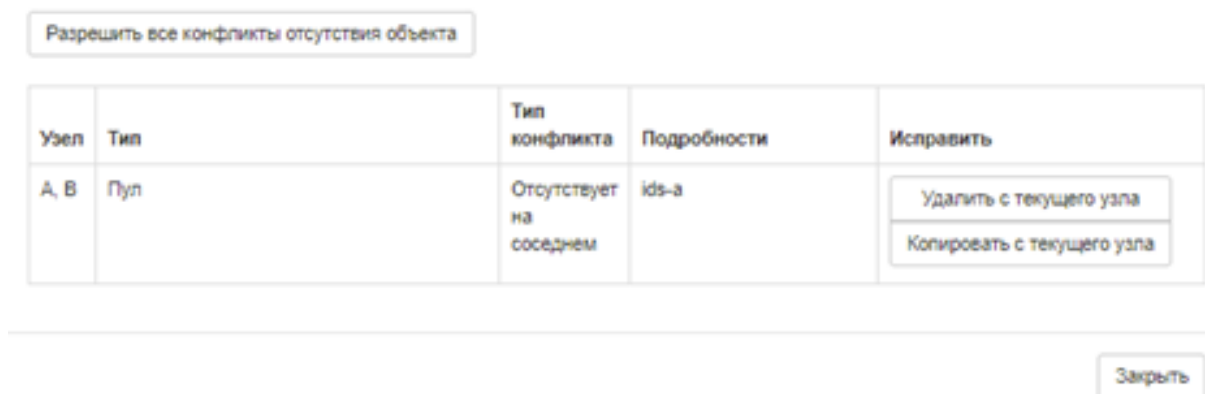 Разрешить все конфликты отсутствия объекта
Узел Тип Тип конфликта Подробности Исправить
A, B Пул Отсутствует на соседнем ids-a Удалить с текущего узла
Копировать с текущего узла
Закрыть